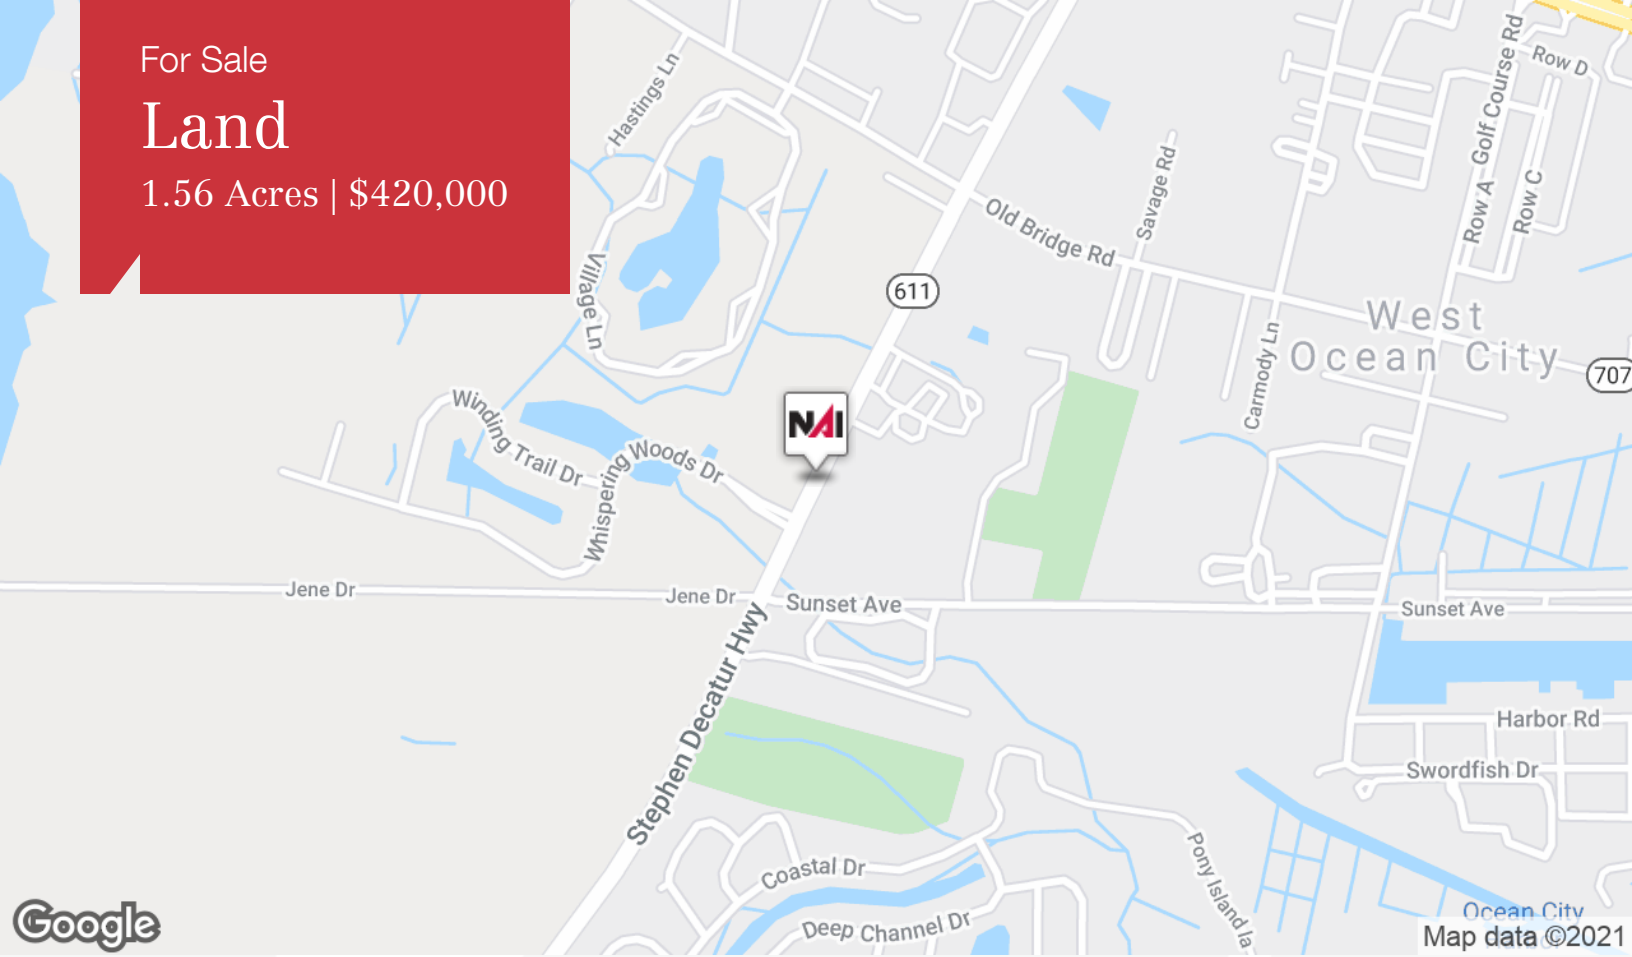 For Sale
Land
1.56 Acres | $420,000
Hastings Ln
Village Ln
Old Bridge Rd
Savage Rd
Golf Course Rd
Row D
Row A
Row C
611
West
Ocean City
707
Carmody Ln
NAI
Winding Trail Dr
Whispering Woods Dr
Jene Dr
Jene Dr
Sunset Ave
Sunset Ave
Stephen Decatur Hwy
Harbor Rd
Swordfish Dr
Pony Island la
Coastal Dr
Deep Channel Dr
Ocean City
Google
Map data ©2021